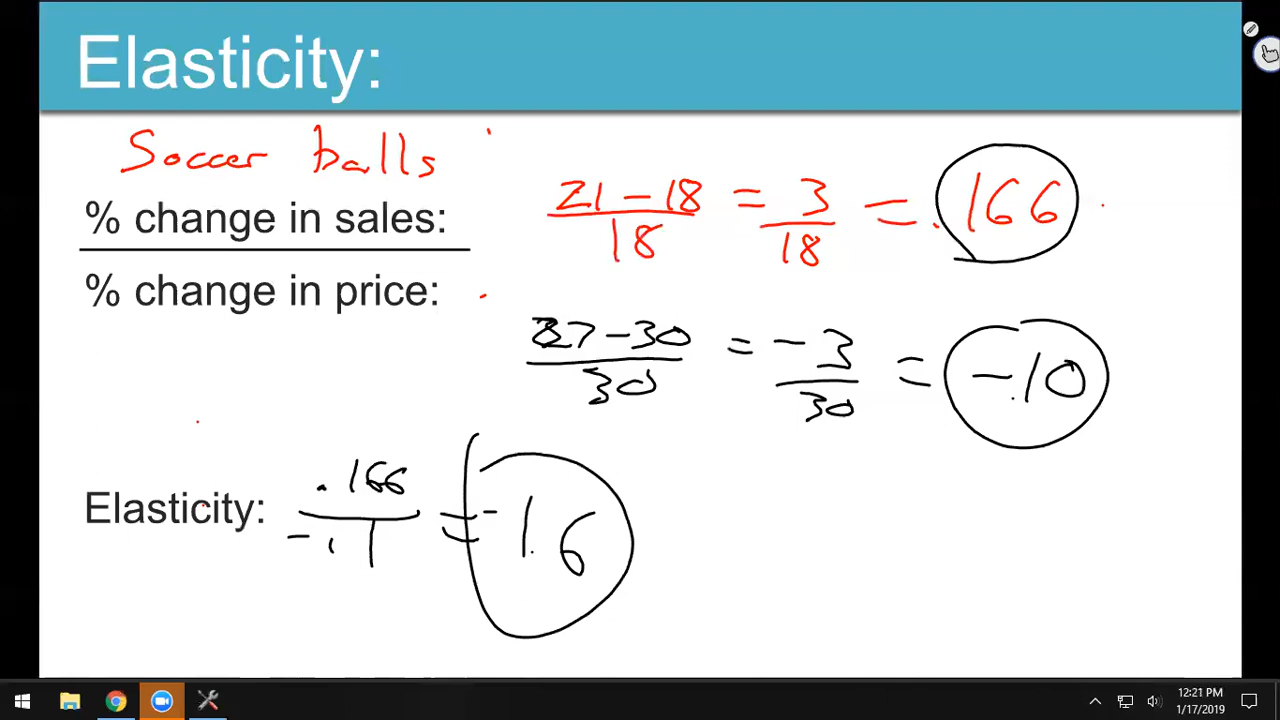 Elasticity:
Soccer balls
% change in sales:
% change in price:
21 - 18 = 3 = .166
18 18
27 - 30 = - 3 = -.10
30 30
Elasticity: .166 = -1.6
-.1
12:21 PM
1/17/2019